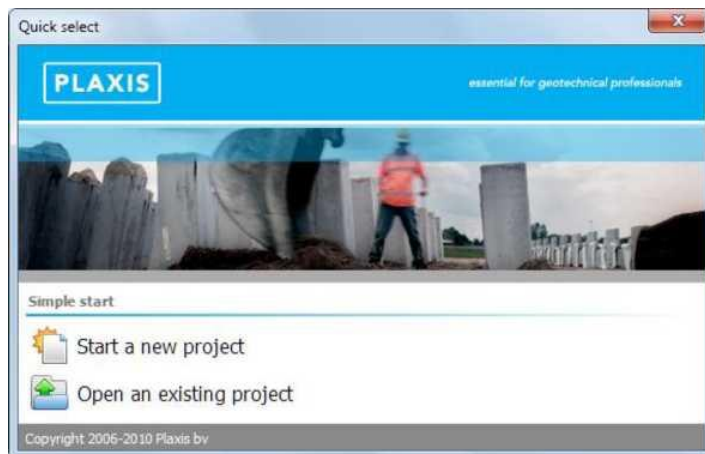 Quick select
PLAXIS
essential for geotechnical professionals
Simple start
Start a new project
Open an existing project
Copyright 2006-2010 Plaxis bv